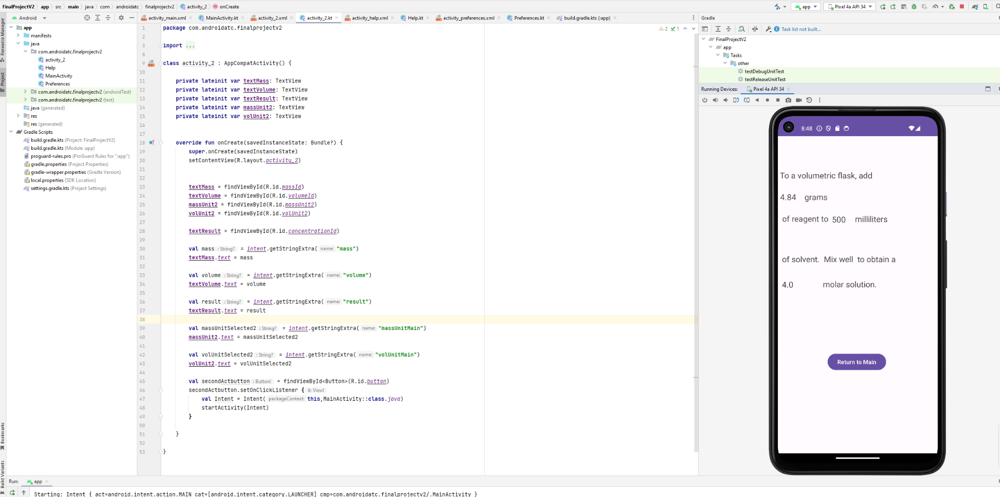 FinalProjectV2 app src main java com androidatc finalprojectv2 activity_2 onCreate
app Pixel 4a API 34
Android
activity_main.xml MainActivity.kt activity_2.xml activity_2.kt activity_help.xml Help.kt activity_preferences.xml Preferences.kt build.gradle.kts (:app)
Resource Manager
Project
Bookmarks
Build Variants
app
manifests
java
com.androidatc.finalprojectv2
activity_2
Help
MainActivity
Preferences
com.androidatc.finalprojectv2 (androidTest)
com.androidatc.finalprojectv2 (test)
java (generated)
res
res (generated)
Gradle Scripts
build.gradle.kts (Project: FinalProjectV2)
build.gradle.kts (Module :app)
proguard-rules.pro (ProGuard Rules for ":app")
gradle.properties (Project Properties)
gradle-wrapper.properties (Gradle Version)
local.properties (SDK Location)
settings.gradle.kts (Project Settings)
2 1
1 package com.androidatc.finalprojectv2
2
3 import ...
8
9 class activity_2 : AppCompatActivity() {
10
11 private lateinit var textMass: TextView
12 private lateinit var textVolume: TextView
13 private lateinit var textResult: TextView
14 private lateinit var massUnit2: TextView
15 private lateinit var volUnit2: TextView
16
17
18 override fun onCreate(savedInstanceState: Bundle?) {
19 super.onCreate(savedInstanceState)
20 setContentView(R.layout.activity_2)
21
22
23 textMass = findViewById(R.id.massId)
24 textVolume = findViewById(R.id.volumeId)
25 massUnit2 = findViewById(R.id.massUnit2)
26 volUnit2 = findViewById(R.id.volUnit2)
27
28 textResult = findViewById(R.id.concentrationId)
29
30 val mass : String? = intent.getStringExtra( name: "mass")
31 textMass.text = mass
32
33 val volume : String? = intent.getStringExtra( name: "volume")
34 textVolume.text = volume
35
36 val result : String? = intent.getStringExtra( name: "result")
37 textResult.text = result
38
39 val massUnitSelected2 : String? = intent.getStringExtra( name: "massUnitMain")
40 massUnit2.text = massUnitSelected2
41
42 val volUnitSelected2 : String? = intent.getStringExtra( name: "volUnitMain")
43 volUnit2.text = volUnitSelected2
44
45 val secondActbutton : Button! = findViewById<Button>(R.id.button)
46 secondActbutton.setOnClickListener { it: View!
47 val Intent = Intent( packageContext: this,MainActivity::class.java)
48 startActivity(Intent)
49 }
50
51 }
52
53 }
Gradle
Task list not built...
FinalProjectV2
app
Tasks
other
testDebugUnitTest
testReleaseUnitTest
Running Devices: Pixel 4a API 34
8:48
To a volumetric flask, add
4.84 grams
of reagent to 500 milliliters
of solvent. Mix well to obtain a
4.0 molar solution.
Return to Main
Run: app
Starting: Intent { act=android.intent.action.MAIN cat=[android.intent.category.LAUNCHER] cmp=com.androidatc.finalprojectv2/.MainActivity }